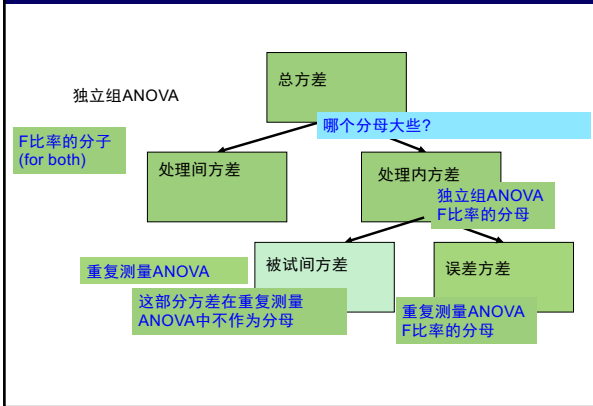 总方差
独立组ANOVA
哪个分母大些?
F比率的分子
(for both)
处理间方差
处理内方差
独立组ANOVA
F比率的分母
重复测量ANOVA
被试间方差
误差方差
这部分方差在重复测量
ANOVA中不作为分母
重复测量ANOVA
F比率的分母